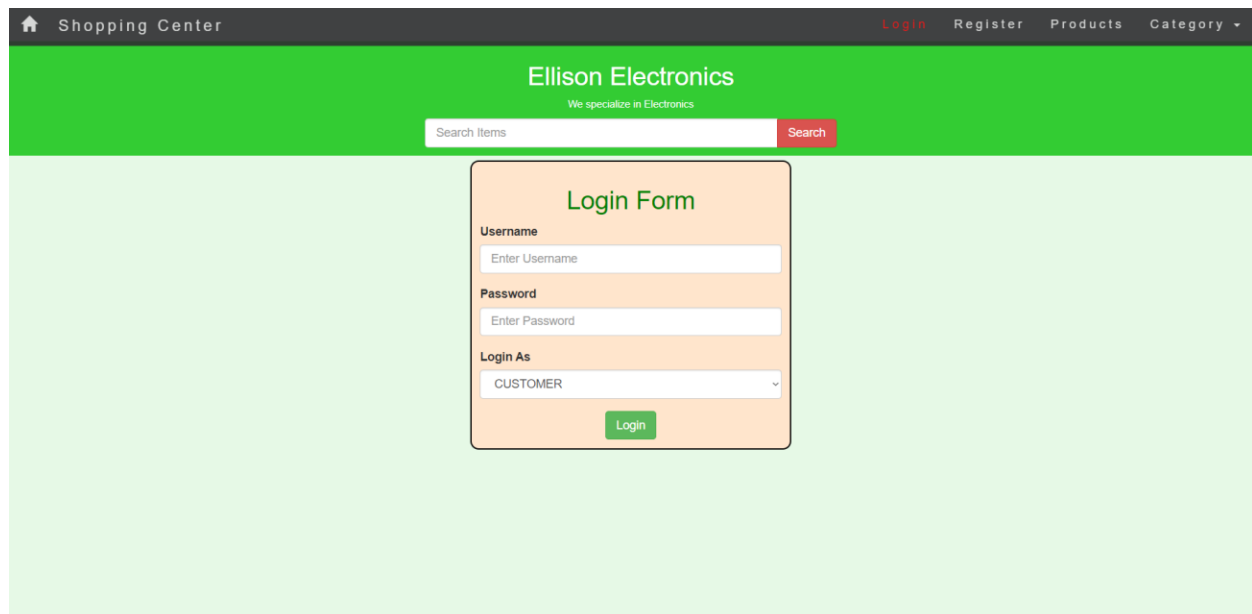 Shopping Center Login Register Products Category
Ellison Electronics
We specialize in Electronics
Search Items Search
Login Form
Username
Enter Username
Password
Enter Password
Login As
CUSTOMER
Login